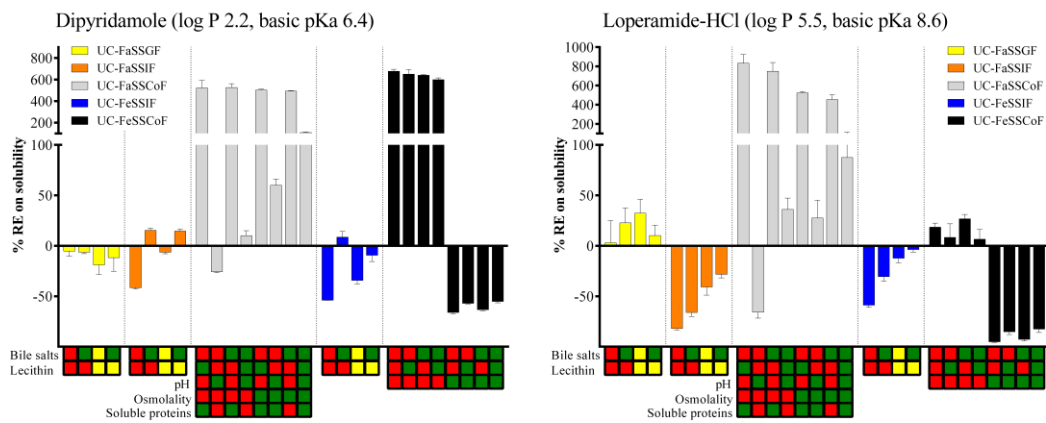 Dipyridamole (log P 2.2, basic pKa 6.4)
% RE on solubility
800
600
400
200
100
50
0
-50
UC-FaSSGF
UC-FaSSIF
UC-FaSSCoF
UC-FeSSIF
UC-FeSSCoF
Bile salts
Lecithin
pH
Osmolality
Soluble proteins
Loperamide-HCl (log P 5.5, basic pKa 8.6)
% RE on solubility
1000
800
600
400
200
100
50
0
-50
UC-FaSSGF
UC-FaSSIF
UC-FaSSCoF
UC-FeSSIF
UC-FeSSCoF
Bile salts
Lecithin
pH
Osmolality
Soluble proteins